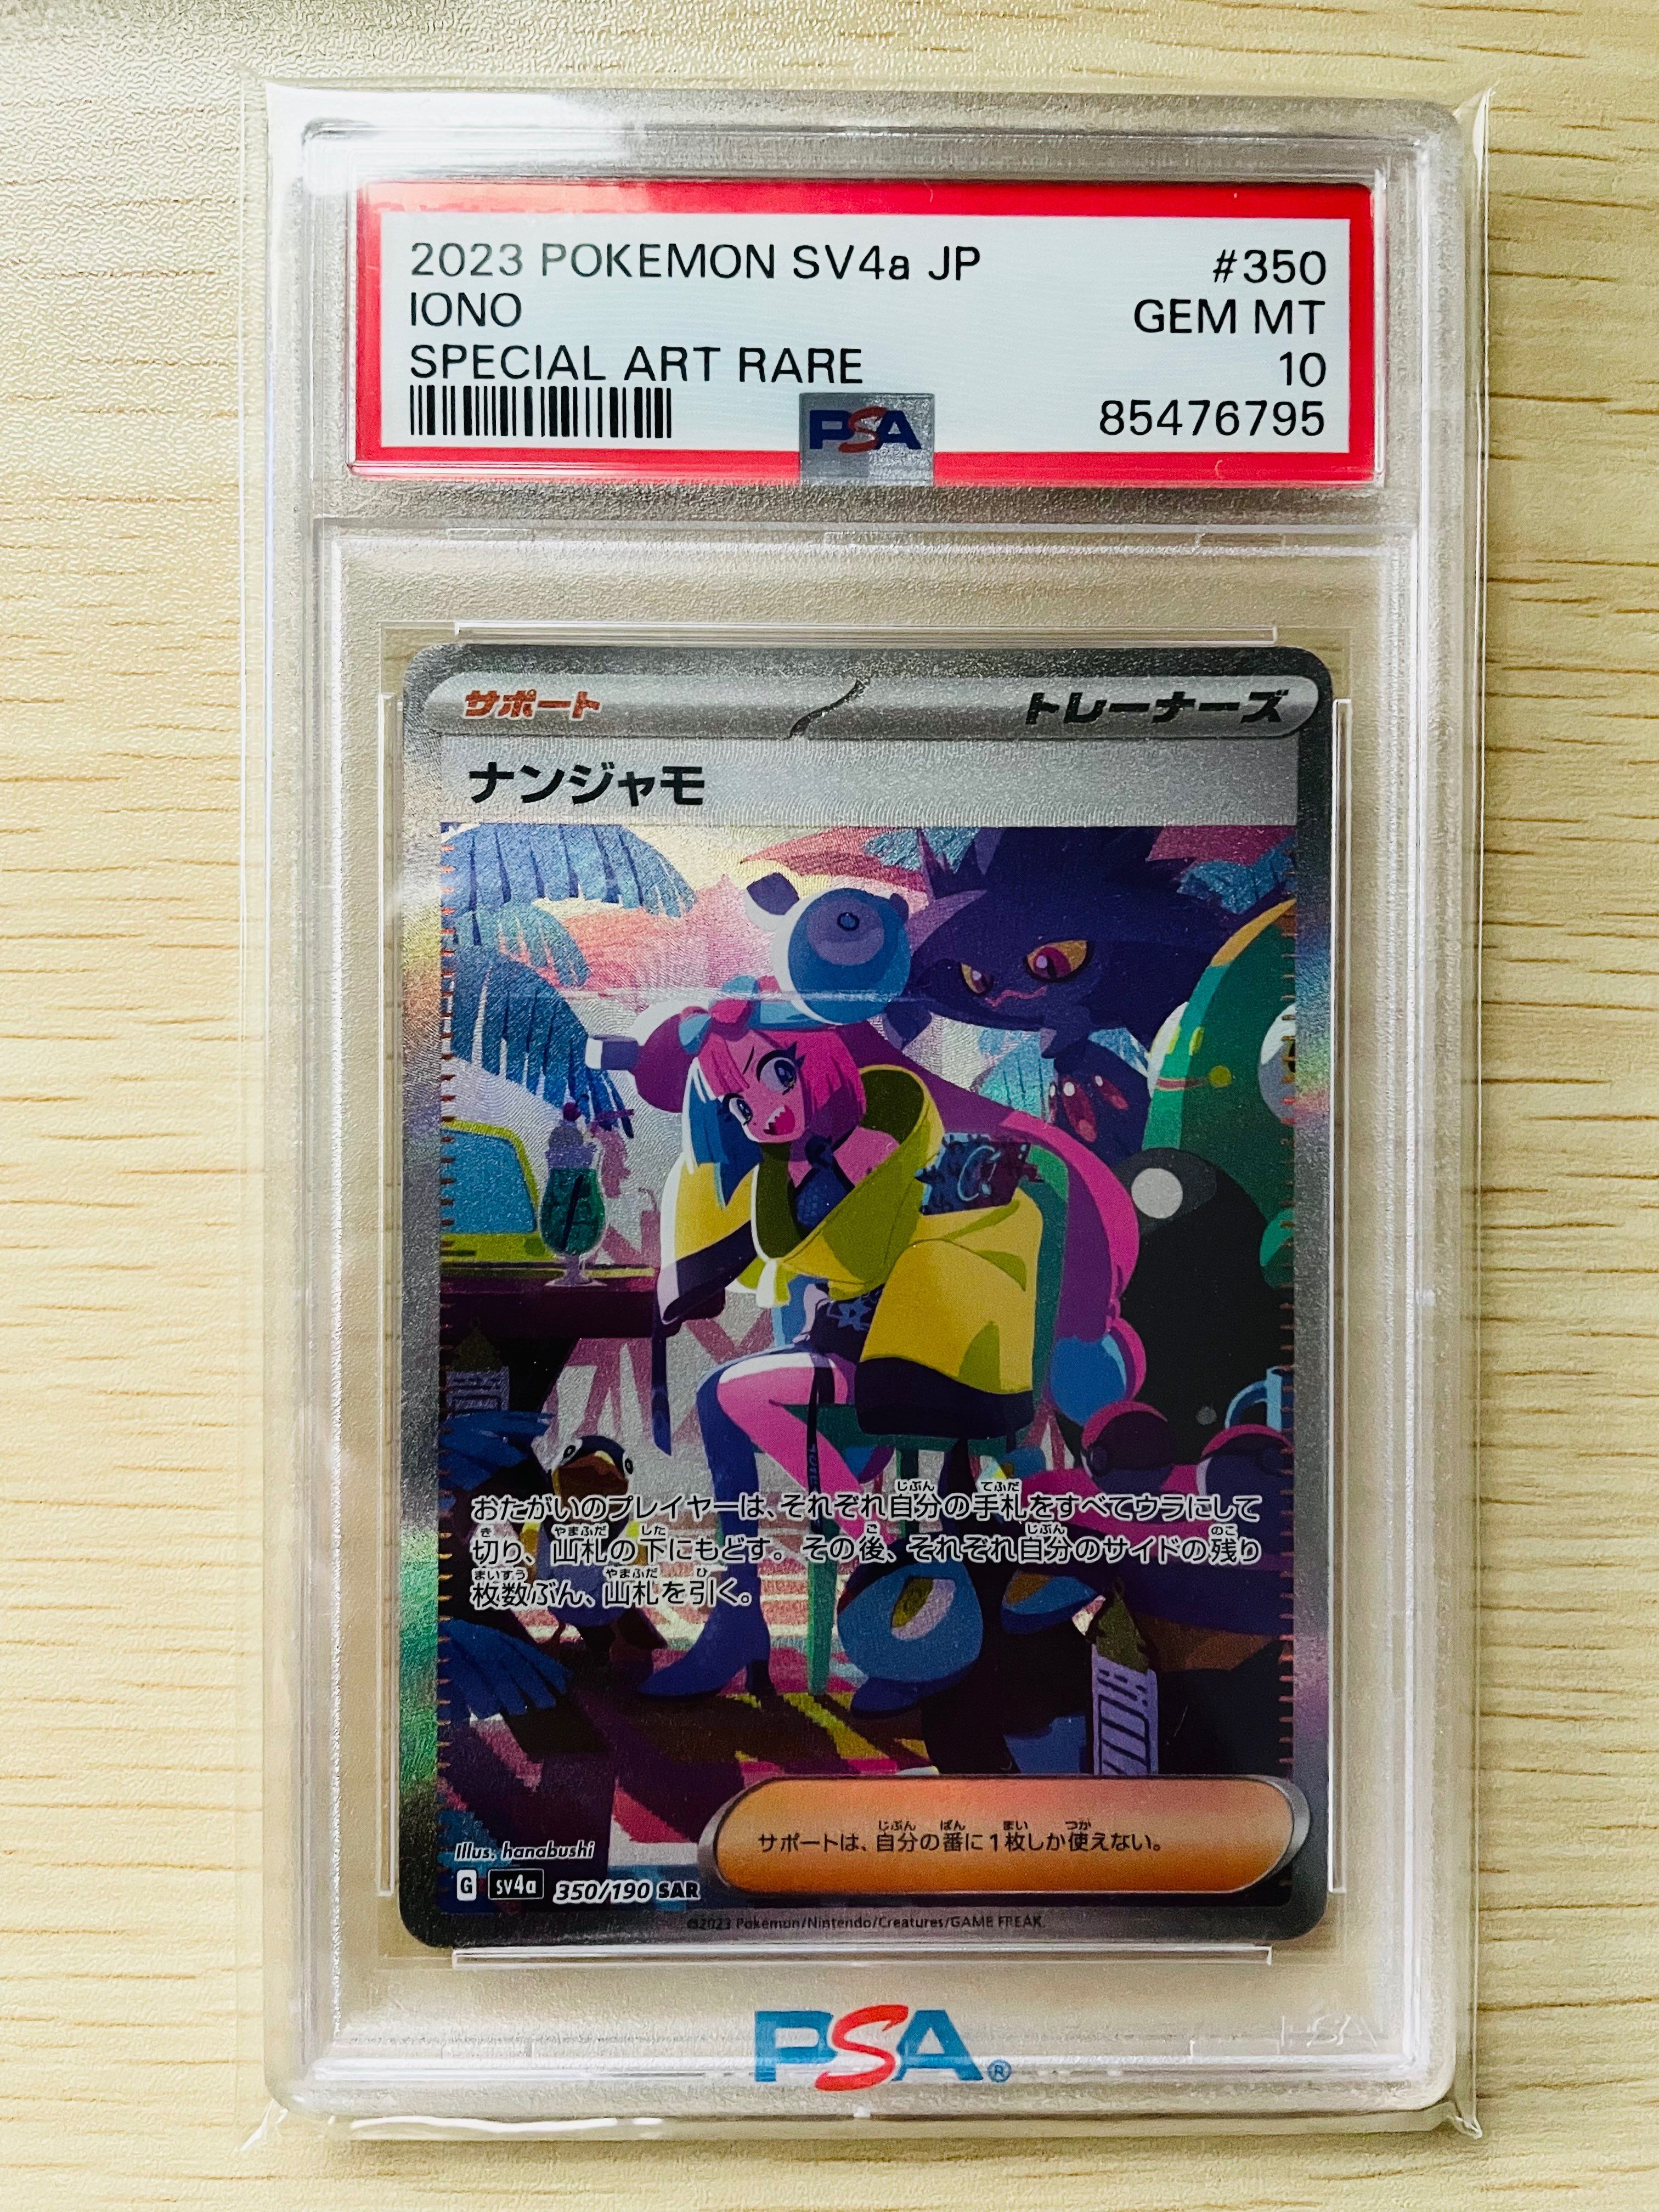 2023 POKEMON SV4a JP #350
IONO GEM MT
SPECIAL ART RARE 10
PSA 85476795
サポート トレーナーズ
ナンジャモ
おたがいのプレイヤーは、それぞれ自分の手札をすべてウラにして
切り、山札の下にもどす。その後、それぞれ自分のサイドの残り
枚数ぶん、山札を引く。
サポートは、自分の番に1枚しか使えない。
Illus. hanabushi
G sv4a 350/190 SAR
©2023 Pokémon/Nintendo/Creatures/GAME FREAK.
PSA®